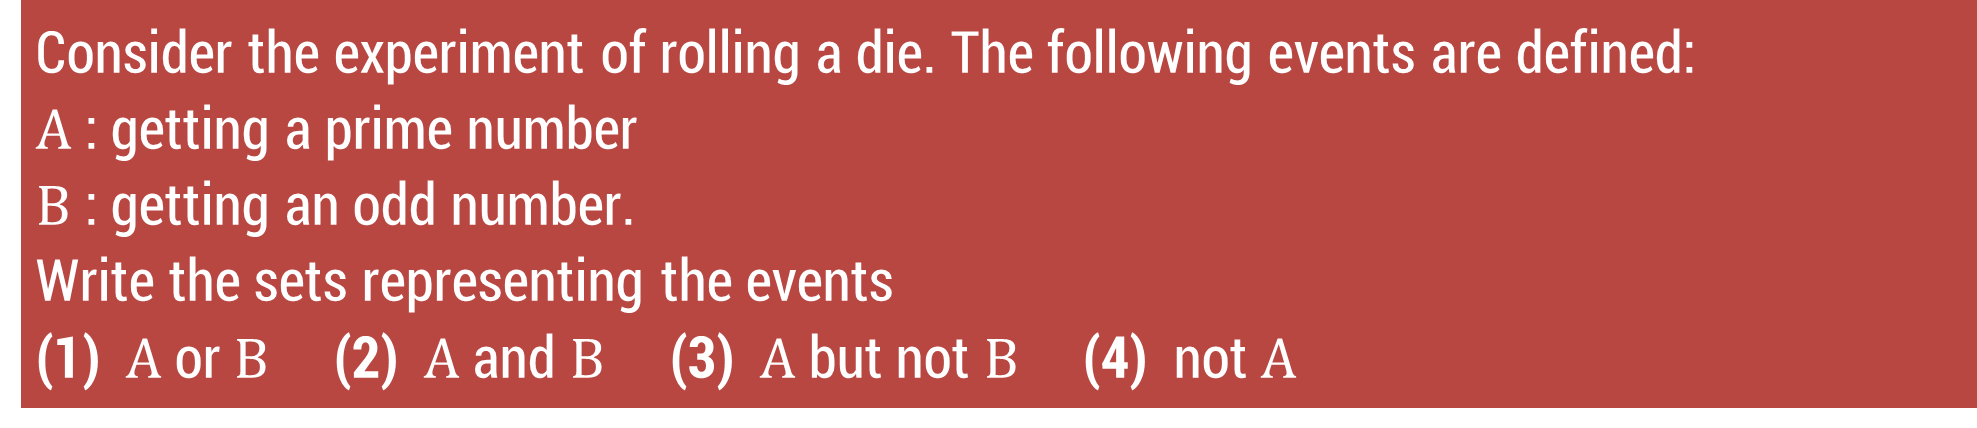 Consider the experiment of rolling a die. The following events are defined:
A : getting a prime number
B : getting an odd number.
Write the sets representing the events
(1) A or B (2) A and B (3) A but not B (4) not A